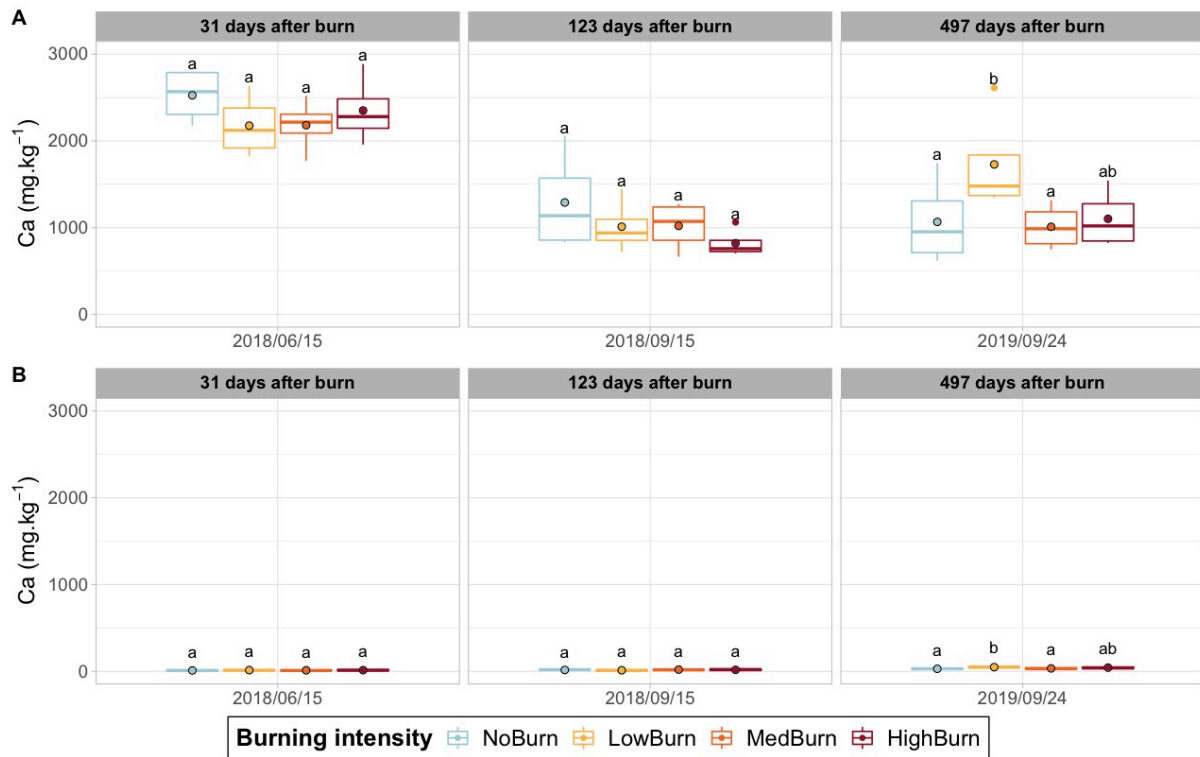 A
31 days after burn 123 days after burn 497 days after burn
3000
2000
1000
0
Ca (mg.kg⁻¹)
a a a a
a a a a
a b a ab
2018/06/15 2018/09/15 2019/09/24
B
31 days after burn 123 days after burn 497 days after burn
3000
2000
1000
0
Ca (mg.kg⁻¹)
a a a a
a a a a
a b a ab
2018/06/15 2018/09/15 2019/09/24
Burning intensity NoBurn LowBurn MedBurn HighBurn